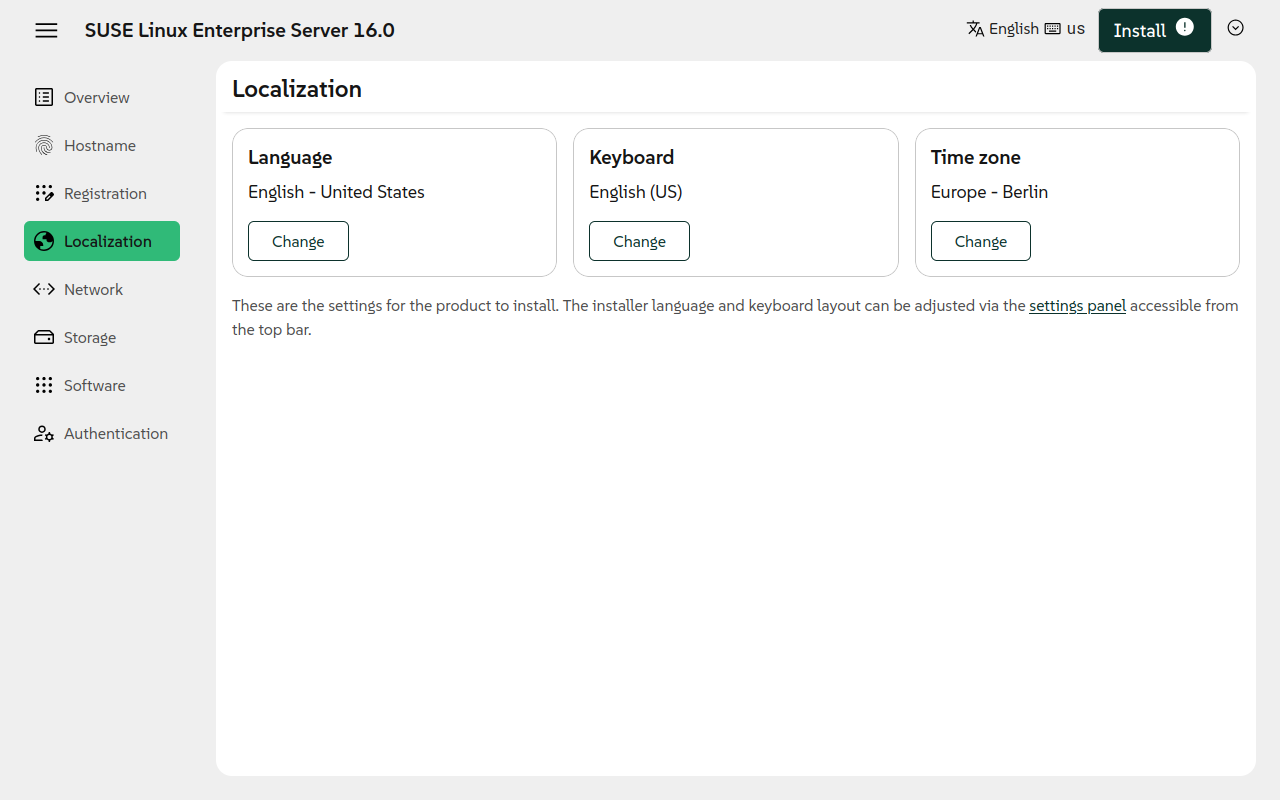 SUSE Linux Enterprise Server 16.0
English us
Install
Overview
Hostname
Registration
Localization
Network
Storage
Software
Authentication
Localization
Language
English - United States
Change
Keyboard
English (US)
Change
Time zone
Europe - Berlin
Change
These are the settings for the product to install. The installer language and keyboard layout can be adjusted via the settings panel accessible from
the top bar.